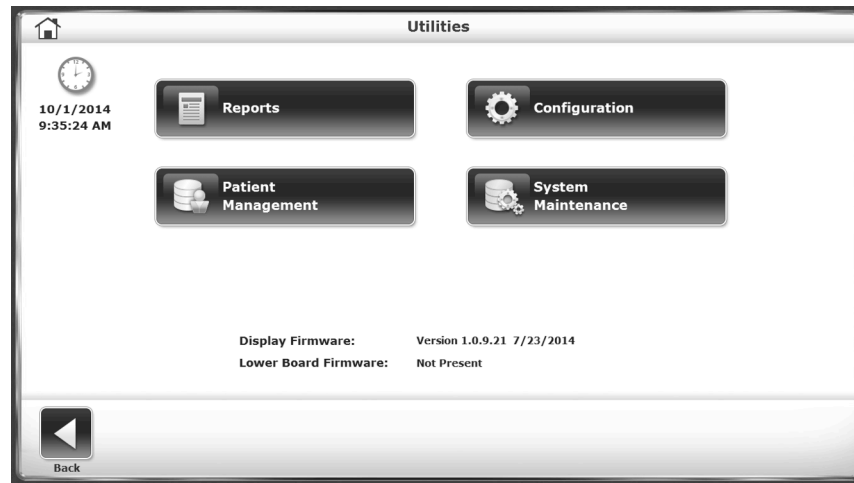 Utilities
10/1/2014
9:35:24 AM
Reports
Configuration
Patient
Management
System
Maintenance
Display Firmware: Version 1.0.9.21 7/23/2014
Lower Board Firmware: Not Present
Back